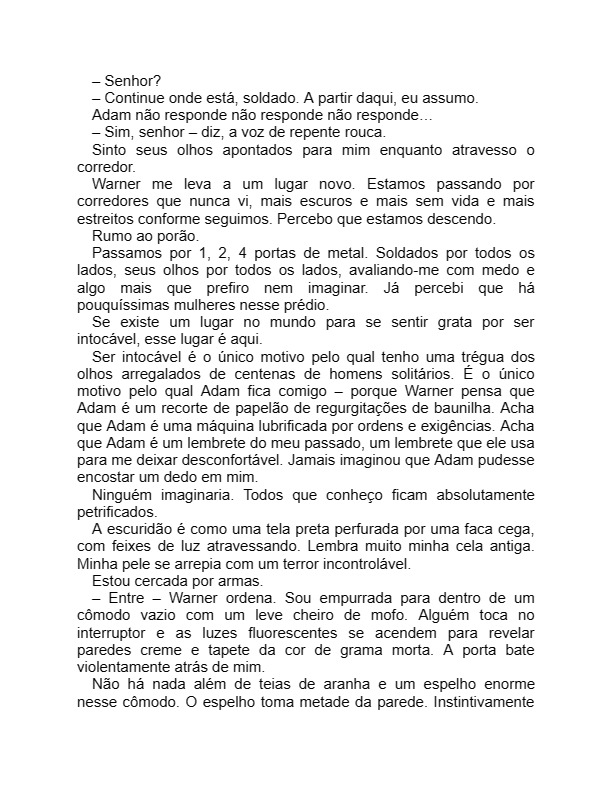 – Senhor?
– Continue onde está, soldado. A partir daqui, eu assumo.
Adam não responde não responde não responde…
– Sim, senhor – diz, a voz de repente rouca.
Sinto seus olhos apontados para mim enquanto atravesso o
corredor.
Warner me leva a um lugar novo. Estamos passando por
corredores que nunca vi, mais escuros e mais sem vida e mais
estreitos conforme seguimos. Percebo que estamos descendo.
Rumo ao porão.
Passamos por 1, 2, 4 portas de metal. Soldados por todos os
lados, seus olhos por todos os lados, avaliando-me com medo e
algo mais que prefiro nem imaginar. Já percebi que há
pouquíssimas mulheres nesse prédio.
Se existe um lugar no mundo para se sentir grata por ser
intocável, esse lugar é aqui.
Ser intocável é o único motivo pelo qual tenho uma trégua dos
olhos arregalados de centenas de homens solitários. É o único
motivo pelo qual Adam fica comigo – porque Warner pensa que
Adam é um recorte de papelão de regurgitações de baunilha. Acha
que Adam é uma máquina lubrificada por ordens e exigências. Acha
que Adam é um lembrete do meu passado, um lembrete que ele usa
para me deixar desconfortável. Jamais imaginou que Adam pudesse
encostar um dedo em mim.
Ninguém imaginaria. Todos que conheço ficam absolutamente
petrificados.
A escuridão é como uma tela preta perfurada por uma faca cega,
com feixes de luz atravessando. Lembra muito minha cela antiga.
Minha pele se arrepia com um terror incontrolável.
Estou cercada por armas.
– Entre – Warner ordena. Sou empurrada para dentro de um
cômodo vazio com um leve cheiro de mofo. Alguém toca no
interruptor e as luzes fluorescentes se acendem para revelar
paredes creme e tapete da cor de grama morta. A porta bate
violentamente atrás de mim.
Não há nada além de teias de aranha e um espelho enorme
nesse cômodo. O espelho toma metade da parede. Instintivamente